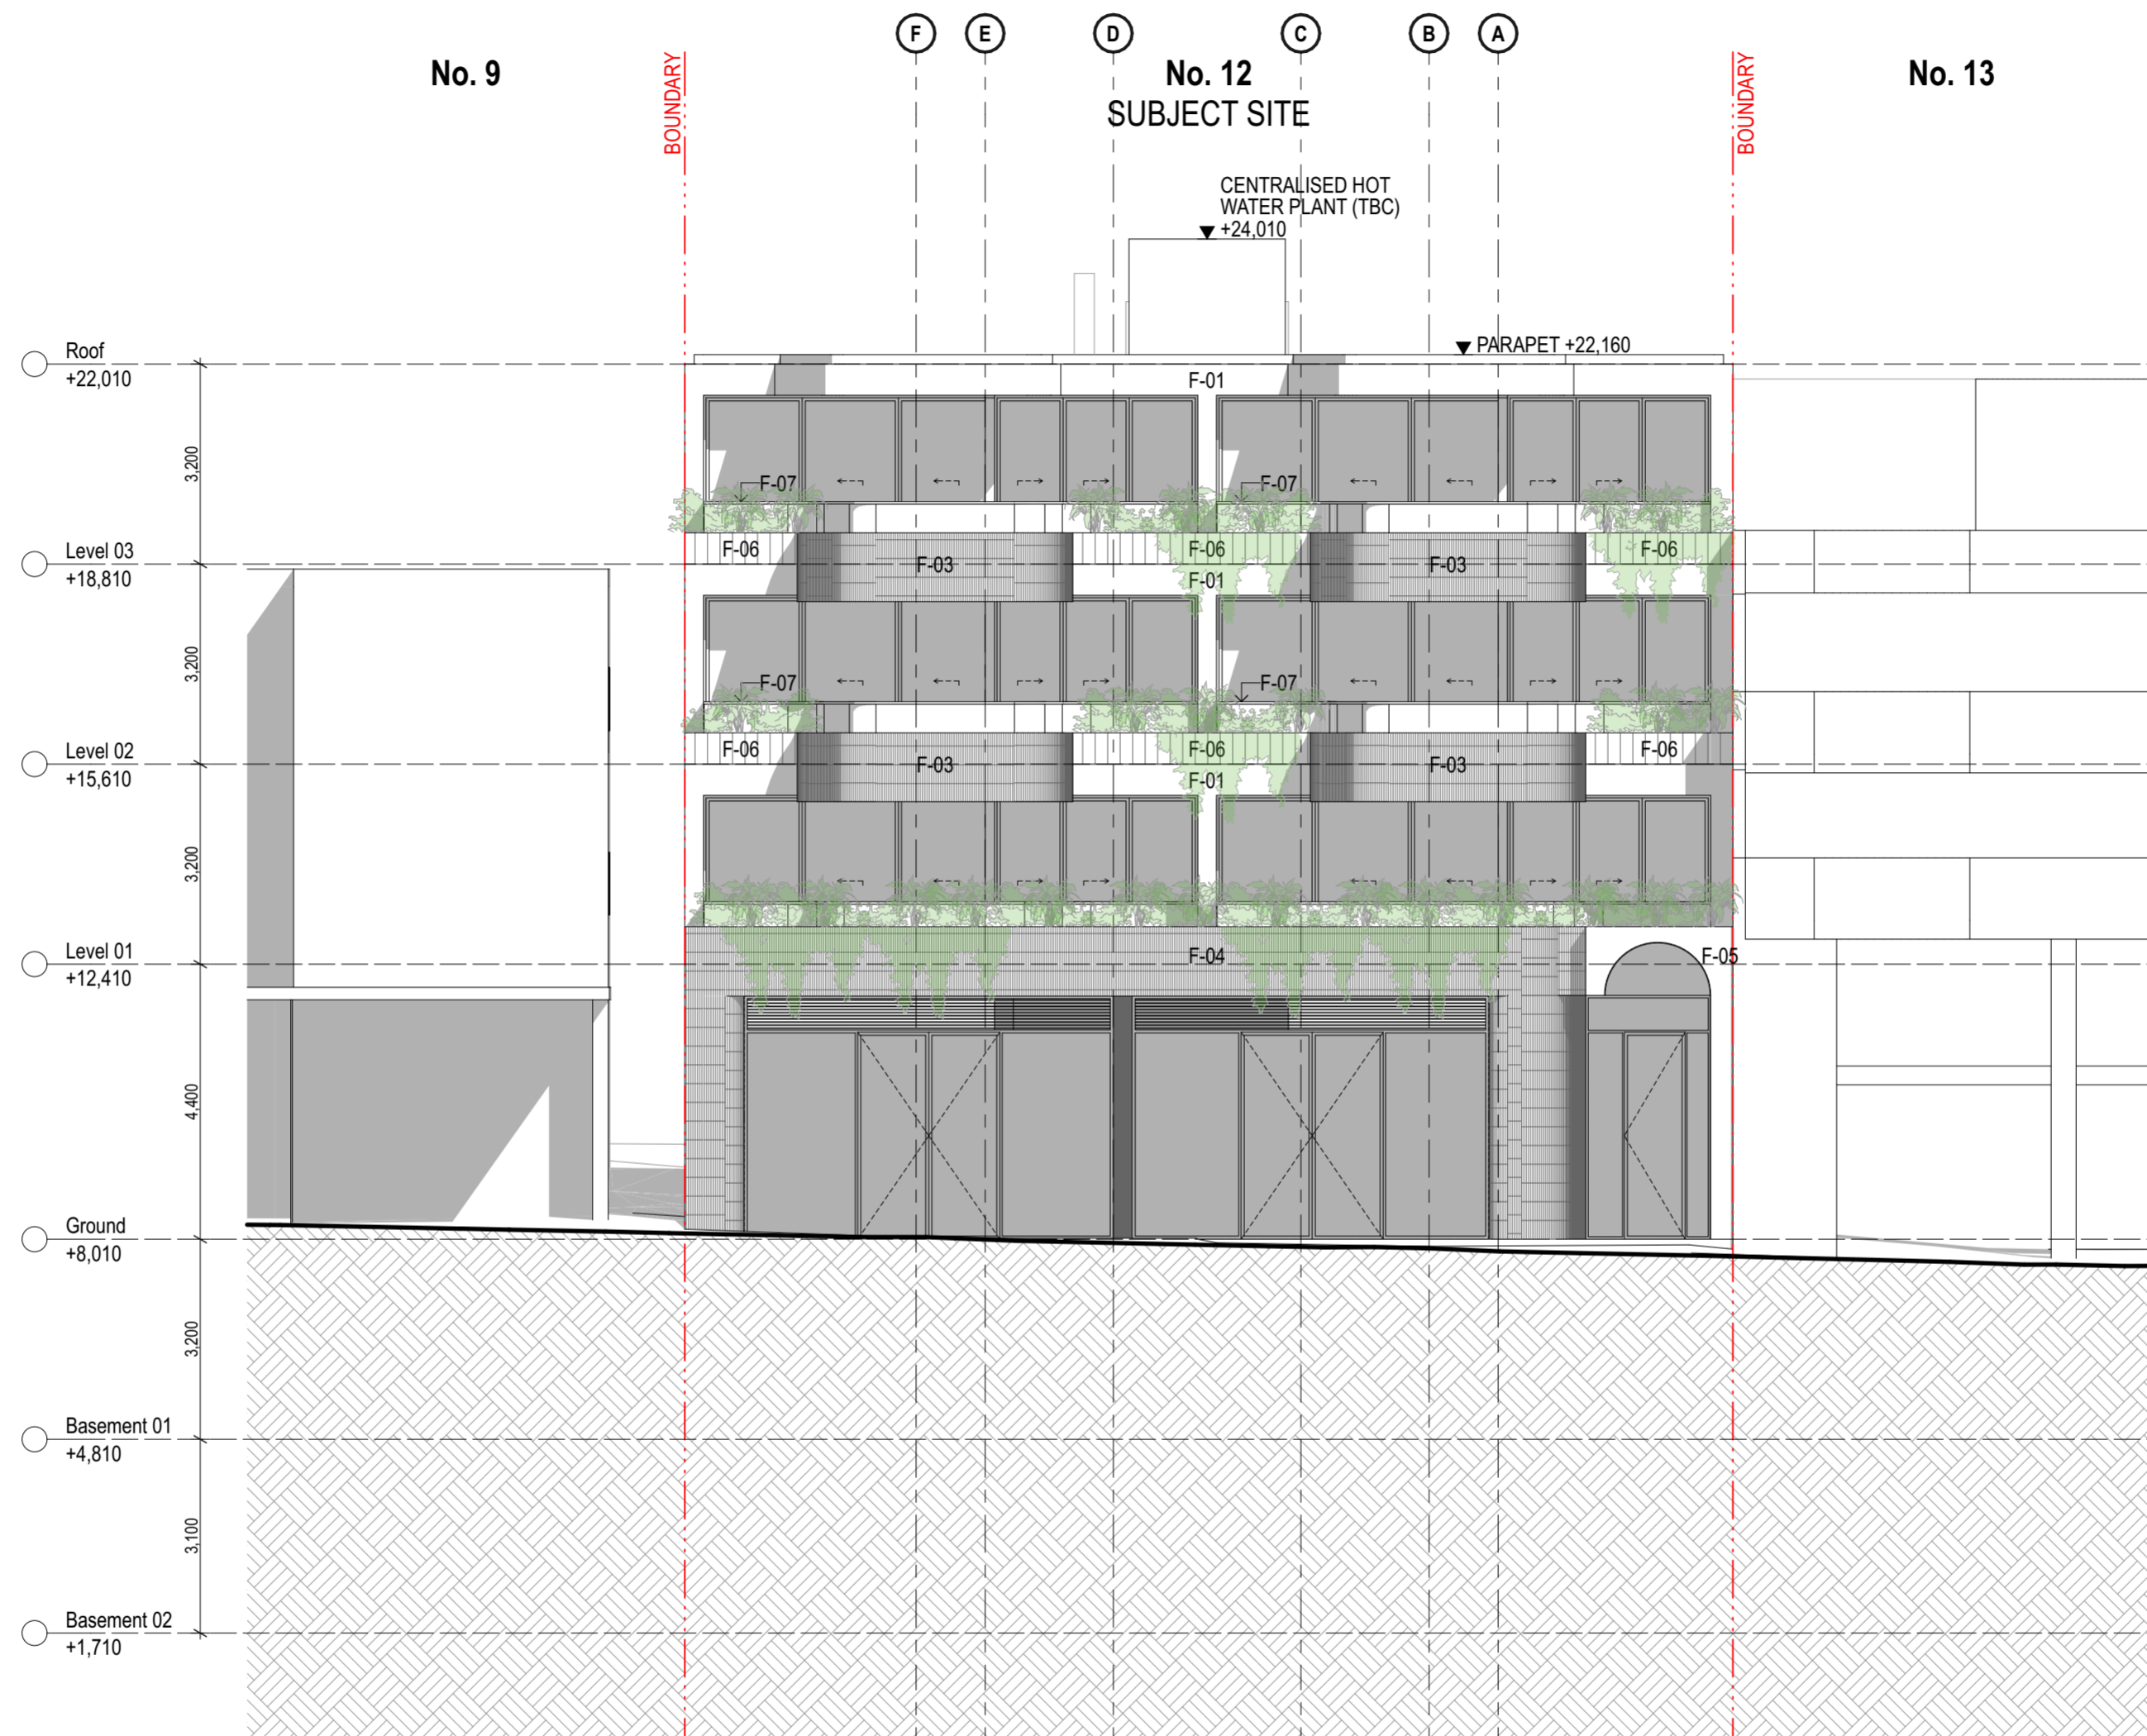 F
E
D
C
B
A
No. 9
BOUNDARY
No. 12
SUBJECT SITE
BOUNDARY
No. 13
CENTRALISED HOT
WATER PLANT (TBC)
+24,010
PARAPET +22,160
Roof
+22,010
F-01
3,200
F-07
F-07
Level 03
+18,810
F-06
F-06
F-06
F-03
F-03
F-01
3,200
F-07
F-07
Level 02
+15,610
F-06
F-06
F-06
F-03
F-03
F-01
3,200
Level 01
+12,410
F-04
F-05
4,400
Ground
+8,010
3,200
Basement 01
+4,810
3,100
Basement 02
+1,710